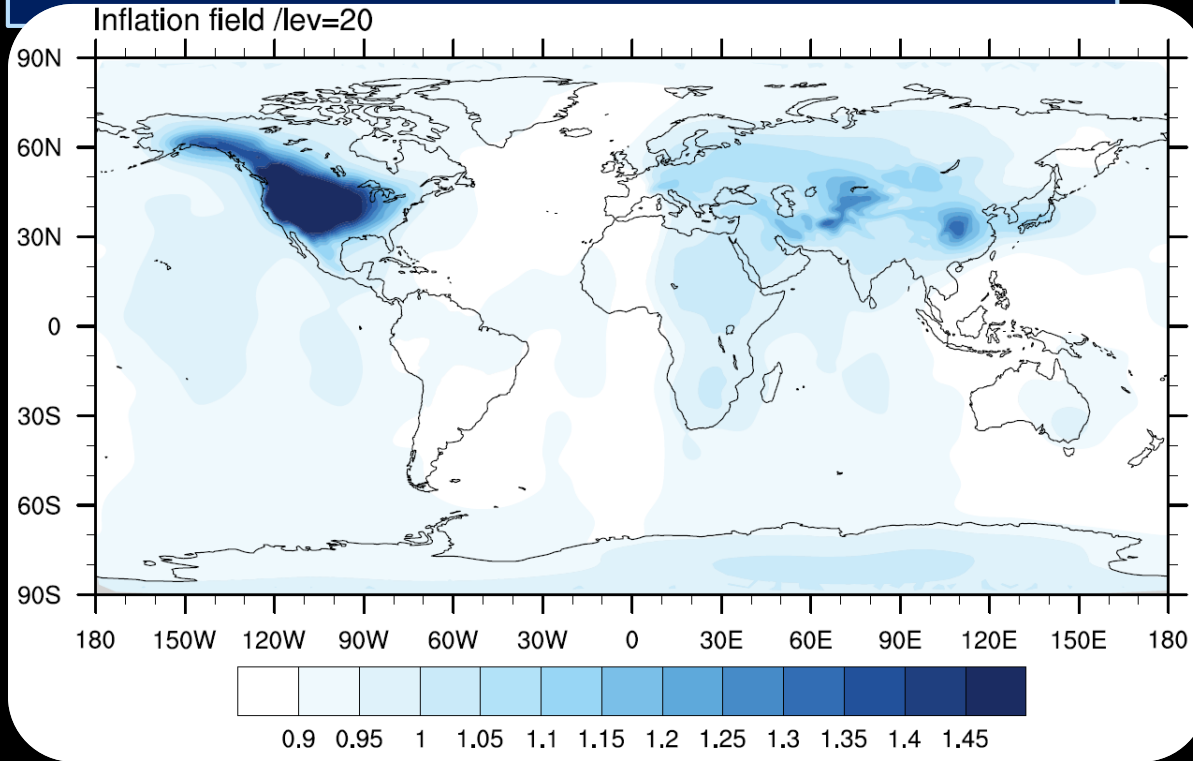 Inflation field /lev=20
90N
60N
30N
0
30S
60S
90S
180 150W 120W 90W 60W 30W 0 30E 60E 90E 120E 150E 180
0.9 0.95 1 1.05 1.1 1.15 1.2 1.25 1.3 1.35 1.4 1.45